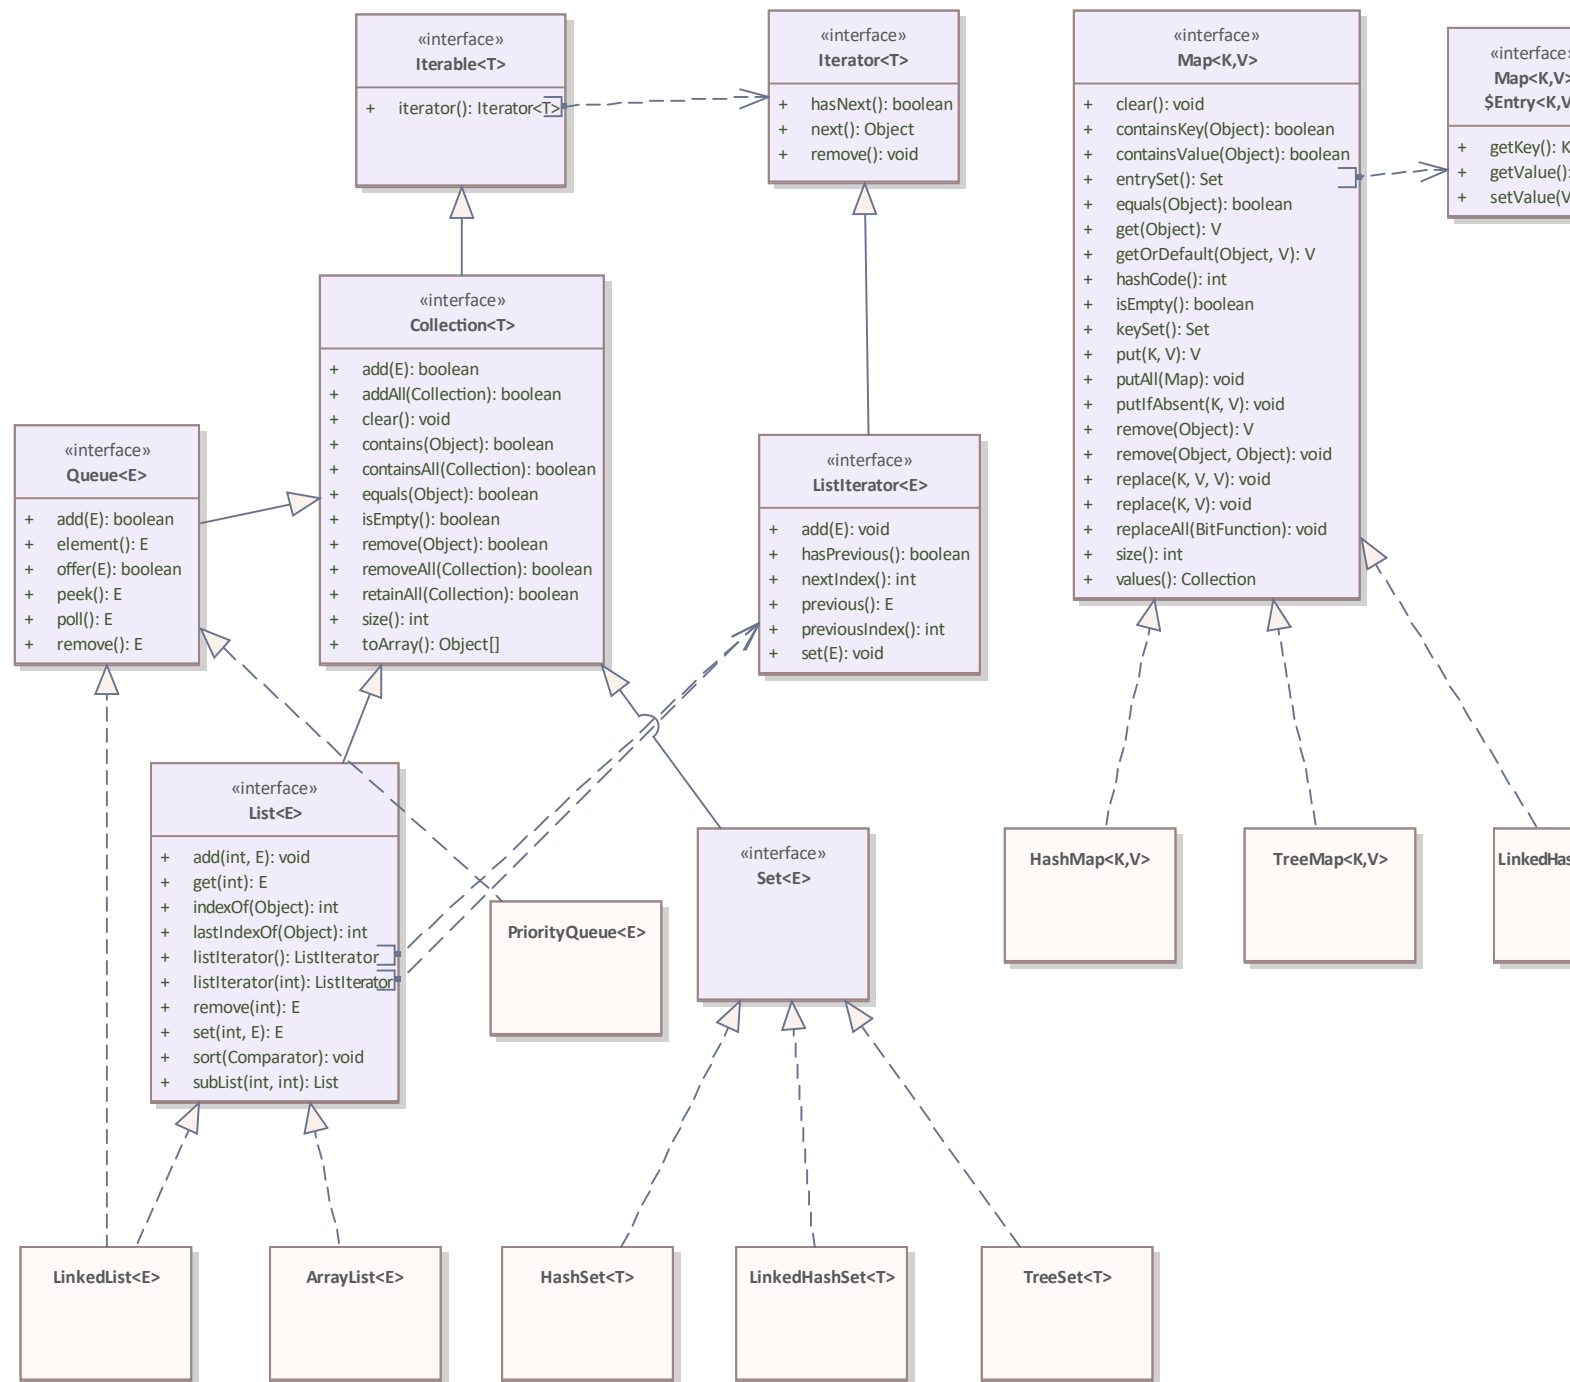 «interface»
Iterable<T>
+ iterator(): Iterator<T>
«interface»
Iterator<T>
+ hasNext(): boolean
+ next(): Object
+ remove(): void
«interface»
Map<K,V>
+ clear(): void
+ containsKey(Object): boolean
+ containsValue(Object): boolean
+ entrySet(): Set
+ equals(Object): boolean
+ get(Object): V
+ getOrDefault(Object, V): V
+ hashCode(): int
+ isEmpty(): boolean
+ keySet(): Set
+ put(K, V): V
+ putAll(Map): void
+ putIfAbsent(K, V): void
+ remove(Object): V
+ remove(Object, Object): void
+ replace(K, V, V): void
+ replace(K, V): void
+ replaceAll(BitFunction): void
+ size(): int
+ values(): Collection
«interface»
Map<K,V>
$Entry<K,V
+ getKey(): K
+ getValue():
+ setValue(V
«interface»
Collection<T>
+ add(E): boolean
+ addAll(Collection): boolean
+ clear(): void
+ contains(Object): boolean
+ containsAll(Collection): boolean
+ equals(Object): boolean
+ isEmpty(): boolean
+ remove(Object): boolean
+ removeAll(Collection): boolean
+ retainAll(Collection): boolean
+ size(): int
+ toArray(): Object[]
«interface»
Queue<E>
+ add(E): boolean
+ element(): E
+ offer(E): boolean
+ peek(): E
+ poll(): E
+ remove(): E
«interface»
ListIterator<E>
+ add(E): void
+ hasPrevious(): boolean
+ nextIndex(): int
+ previous(): E
+ previousIndex(): int
+ set(E): void
«interface»
List<E>
+ add(int, E): void
+ get(int): E
+ indexOf(Object): int
+ lastIndexOf(Object): int
+ listIterator(): ListIterator
+ listIterator(int): ListIterator
+ remove(int): E
+ set(int, E): E
+ sort(Comparator): void
+ subList(int, int): List
PriorityQueue<E>
«interface»
Set<E>
HashMap<K,V>
TreeMap<K,V>
LinkedHas
LinkedList<E>
ArrayList<E>
HashSet<T>
LinkedHashSet<T>
TreeSet<T>